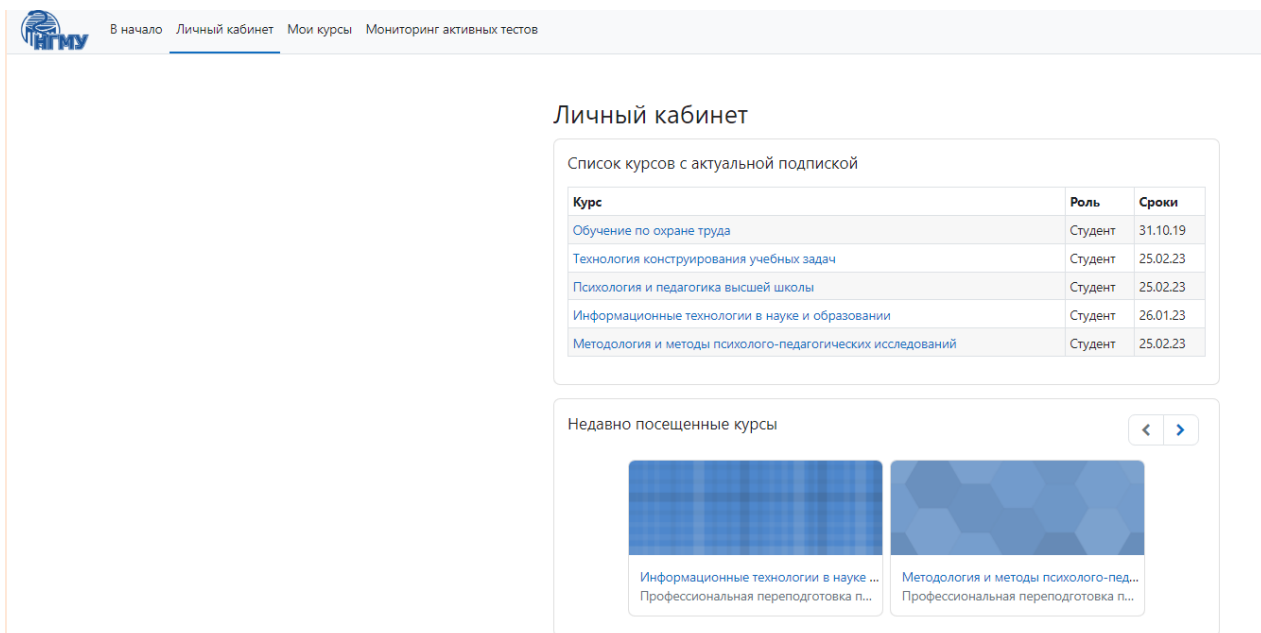 НГМУ
В начало Личный кабинет Мои курсы Мониторинг активных тестов
Личный кабинет
Список курсов с актуальной подпиской
Курс Роль Сроки
Обучение по охране труда Студент 31.10.19
Технология конструирования учебных задач Студент 25.02.23
Психология и педагогика высшей школы Студент 25.02.23
Информационные технологии в науке и образовании Студент 26.01.23
Методология и методы психолого-педагогических исследований Студент 25.02.23
Недавно посещенные курсы
Информационные технологии в науке ...
Профессиональная переподготовка п...
Методология и методы психолого-пед...
Профессиональная переподготовка п...